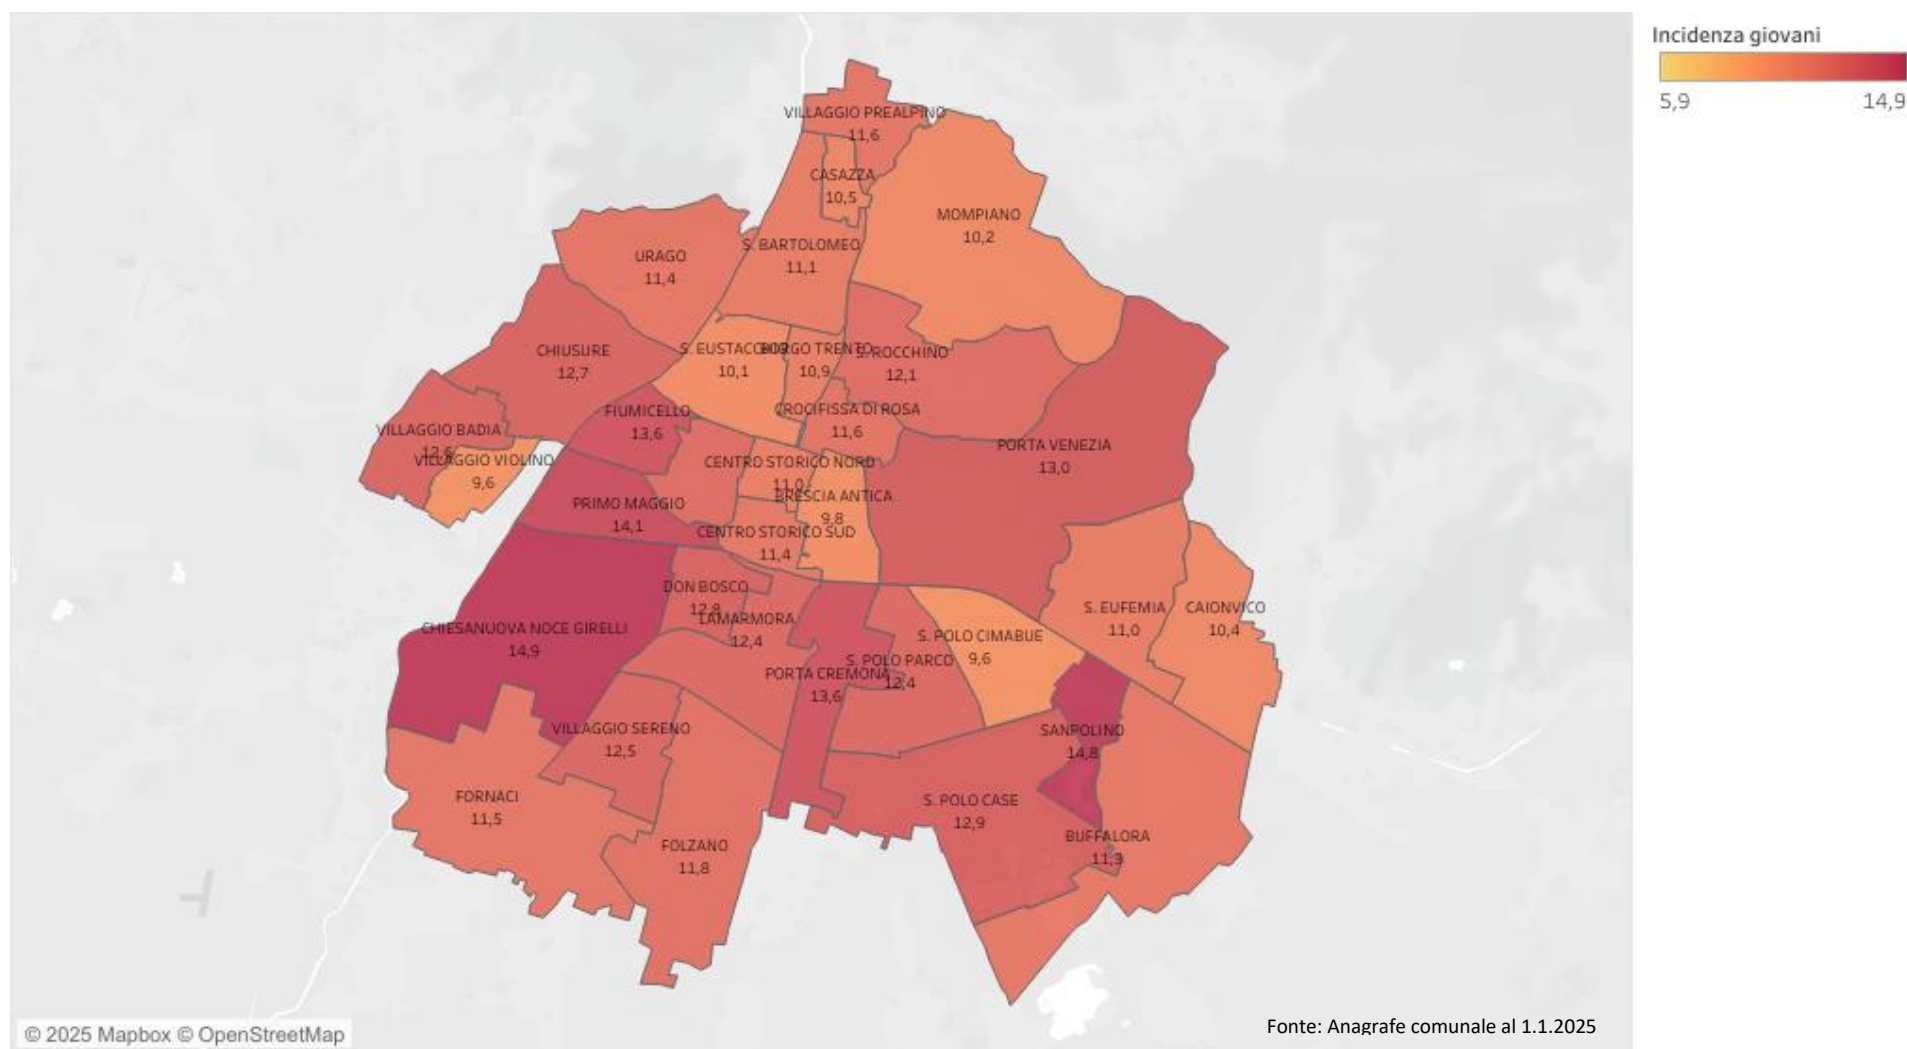 Incidenza giovani
5,9 14,9
VILLAGGIO PREALPINO
11,6
CASAZZA
10,5
MOMPIANO
10,2
S. BARTOLOMEO
11,1
URAGO
11,4
CHIUSURE
12,7
S. EUSTACCHIO
10,1
BORGO TRENTO
10,9
S. ROCCHINO
12,1
FIUMICELLO
13,6
CROCIFISSA DI ROSA
11,6
VILLAGGIO BADIA
VILLAGGIO VIOLINO
9,6
PORTA VENEZIA
13,0
CENTRO STORICO NORD
11,0
BRESCIA ANTICA
9,8
PRIMO MAGGIO
14,1
CENTRO STORICO SUD
11,4
DON BOSCO
12,8
LAMARMORA
12,4
CHIESANUOVA NOCE GIRELLI
14,9
S. EUFEMIA
11,0
CAIONVICO
10,4
S. POLO CIMABUE
9,6
S. POLO PARCO
12,4
PORTA CREMONA
13,6
VILLAGGIO SERENO
12,5
SANPOLINO
14,8
FORNACI
11,5
S. POLO CASE
12,9
BUFFALORA
11,3
FOLZANO
11,8
© 2025 Mapbox © OpenStreetMap
Fonte: Anagrafe comunale al 1.1.2025